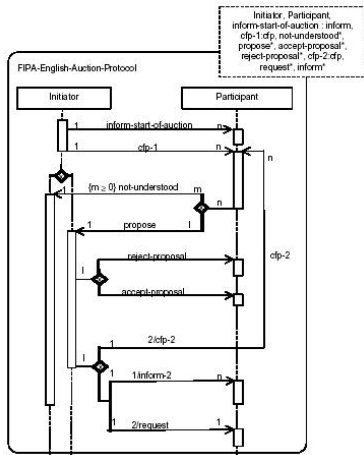 Initiator, Participant,
inform-start-of-auction : inform,
cfp-1:cfp, not-understood*,
propose*, accept-proposal*,
reject-proposal*, cfp-2:cfp,
request*, inform*
FIPA-English-Auction-Protocol
Initiator Participant
1 inform-start-of-auction n
1 cfp-1 n
n
1 {m ≥ 0} not-understood m
n
1 propose l
cfp-2
reject-proposal
l
accept-proposal
1 2/cfp-2
l
1 1/inform-2 n
2/request 1